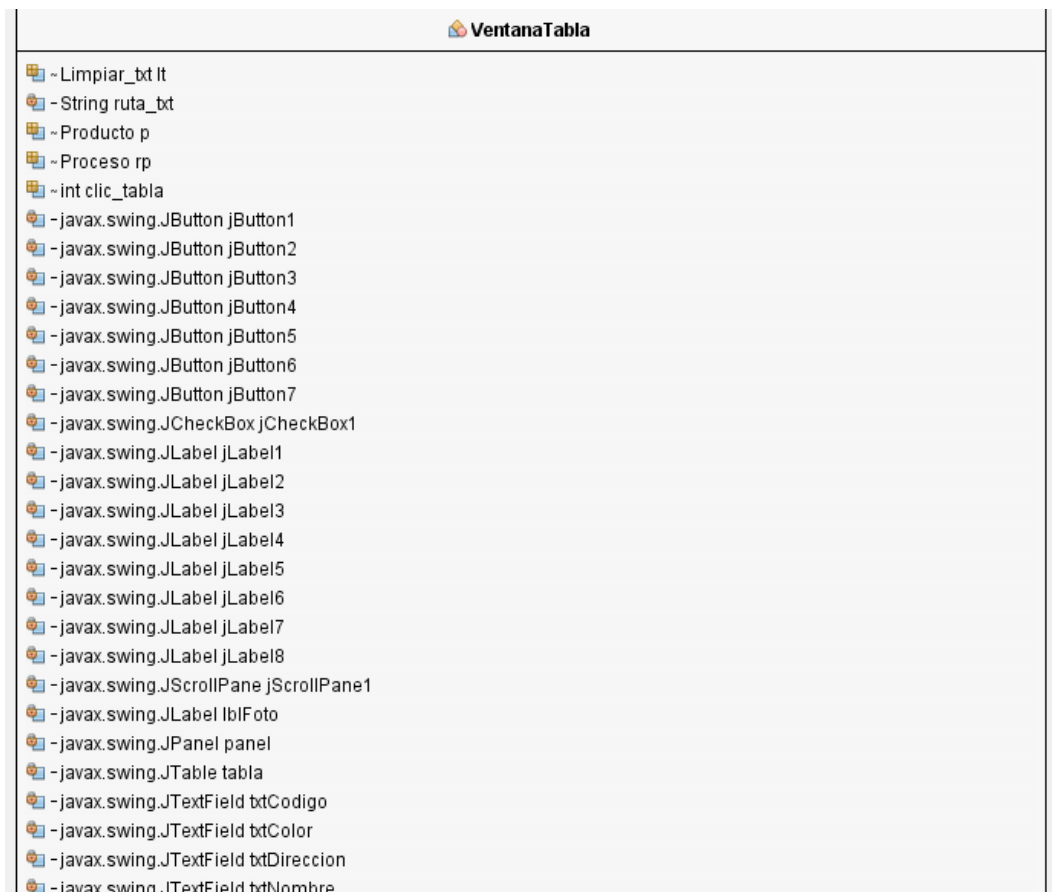 VentanaTabla
~Limpiar_txt lt
-String ruta_txt
~Producto p
~Proceso rp
~int clic_tabla
-javax.swing.JButton jButton1
-javax.swing.JButton jButton2
-javax.swing.JButton jButton3
-javax.swing.JButton jButton4
-javax.swing.JButton jButton5
-javax.swing.JButton jButton6
-javax.swing.JButton jButton7
-javax.swing.JCheckBox jCheckBox1
-javax.swing.JLabel jLabel1
-javax.swing.JLabel jLabel2
-javax.swing.JLabel jLabel3
-javax.swing.JLabel jLabel4
-javax.swing.JLabel jLabel5
-javax.swing.JLabel jLabel6
-javax.swing.JLabel jLabel7
-javax.swing.JLabel jLabel8
-javax.swing.JScrollPane jScrollPane1
-javax.swing.JLabel lblFoto
-javax.swing.JPanel panel
-javax.swing.JTable tabla
-javax.swing.JTextField txtCodigo
-javax.swing.JTextField txtColor
-javax.swing.JTextField txtDireccion
-javax.swing.JTextField txtNombre